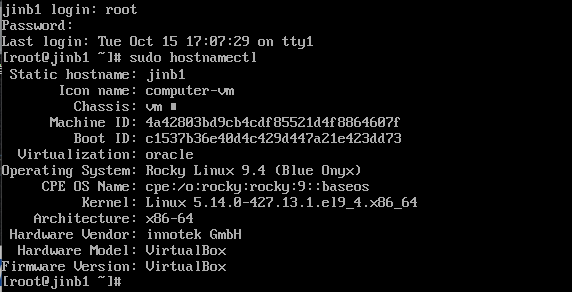 jinb1 login: root
Password:
Last login: Tue Oct 15 17:07:29 on tty1
[root@jinb1 ~]# sudo hostnamectl
Static hostname: jinb1
Icon name: computer-vm
Chassis: vm ■
Machine ID: 4a42803bd9cb4cdf85521d4f8864607f
Boot ID: c1537b36e40d4c429d447a21e423dd73
Virtualization: oracle
Operating System: Rocky Linux 9.4 (Blue Onyx)
CPE OS Name: cpe:/o:rocky:rocky:9::baseos
Kernel: Linux 5.14.0-427.13.1.el9_4.x86_64
Architecture: x86-64
Hardware Vendor: innotek GmbH
Hardware Model: VirtualBox
Firmware Version: VirtualBox
[root@jinb1 ~]#